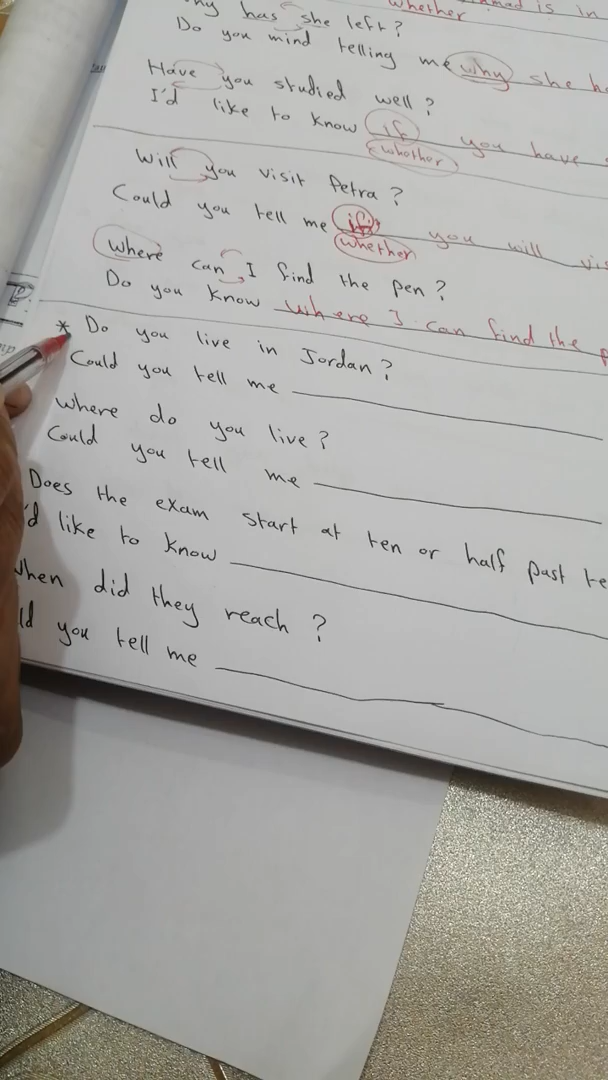 whether is in
has she left?
Do you mind telling me why she
Have you studied well?
I'd like to know if you have
whether
Will you visit Petra?
Could you tell me if you will
whether
Where can I find the pen?
Do you know where I can find the
* Do you live in Jordan?
Could you tell me
Where do you live?
Could you tell me
Does the exam start at ten or half past
like to know
did they reach?
you tell me